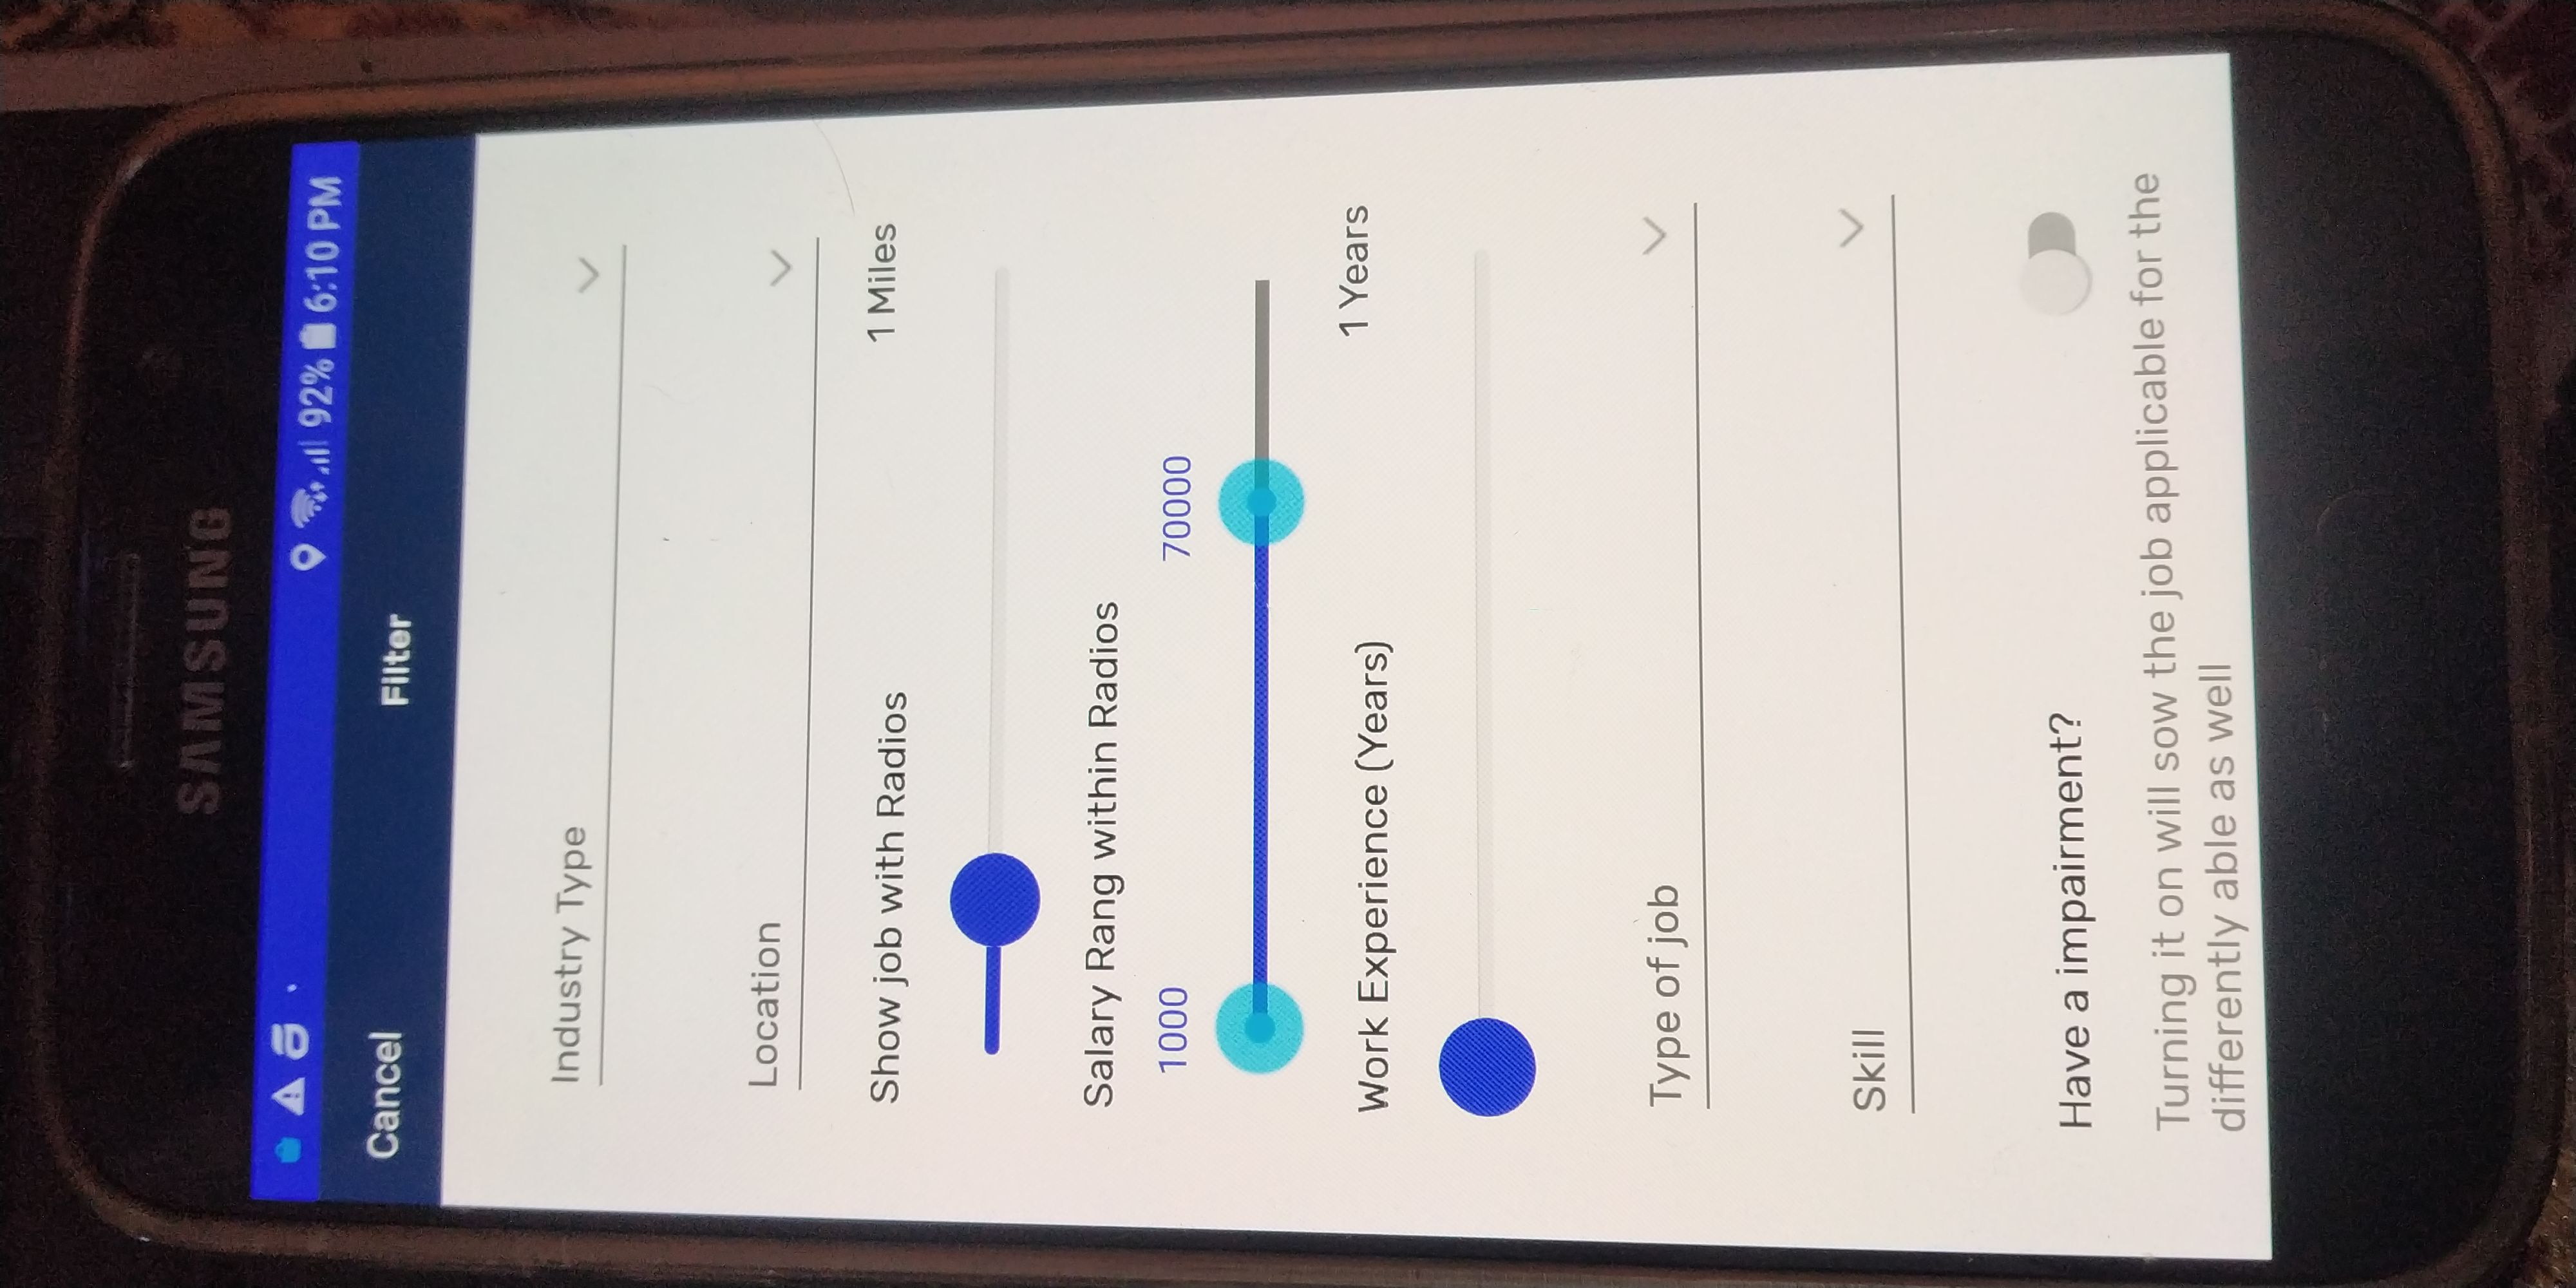 SAMSUNG
92% 6:10 PM
Cancel Filter
Industry Type
Location
Show job with Radios 1 Miles
Salary Rang within Radios
1000 70000
Work Experience (Years) 1 Years
Type of job
Skill
Have a impairment?
Turning it on will sow the job applicable for the
differently able as well